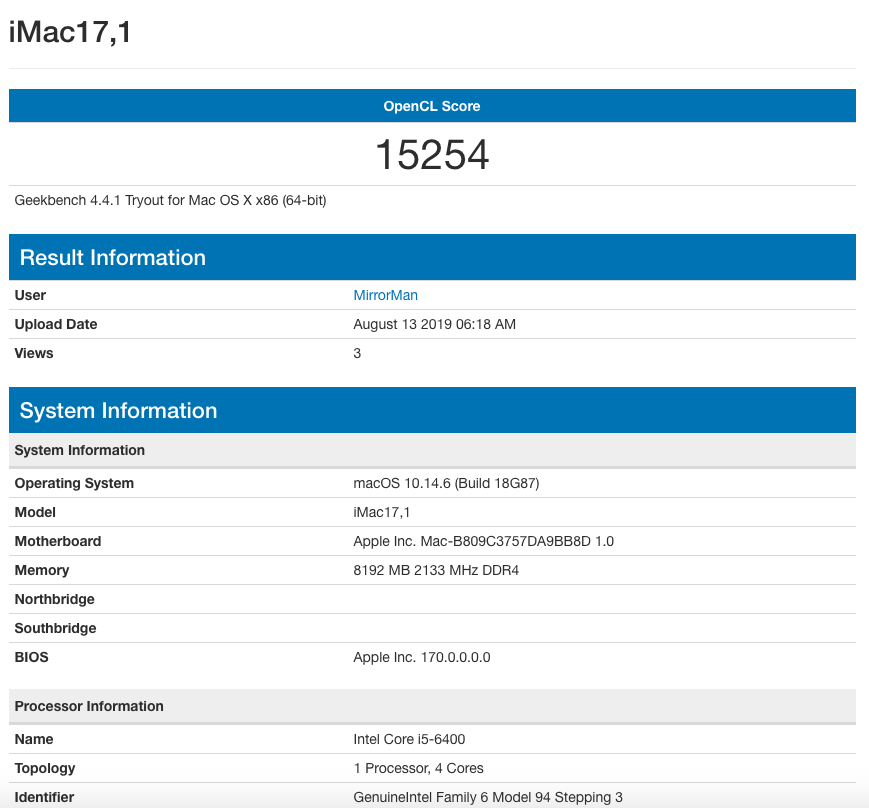 iMac17,1
OpenCL Score
15254
Geekbench 4.4.1 Tryout for Mac OS X x86 (64-bit)
Result Information
User MirrorMan
Upload Date August 13 2019 06:18 AM
Views 3
System Information
System Information
Operating System macOS 10.14.6 (Build 18G87)
Model iMac17,1
Motherboard Apple Inc. Mac-B809C3757DA9BB8D 1.0
Memory 8192 MB 2133 MHz DDR4
Northbridge
Southbridge
BIOS Apple Inc. 170.0.0.0.0
Processor Information
Name Intel Core i5-6400
Topology 1 Processor, 4 Cores
Identifier GenuineIntel Family 6 Model 94 Stepping 3